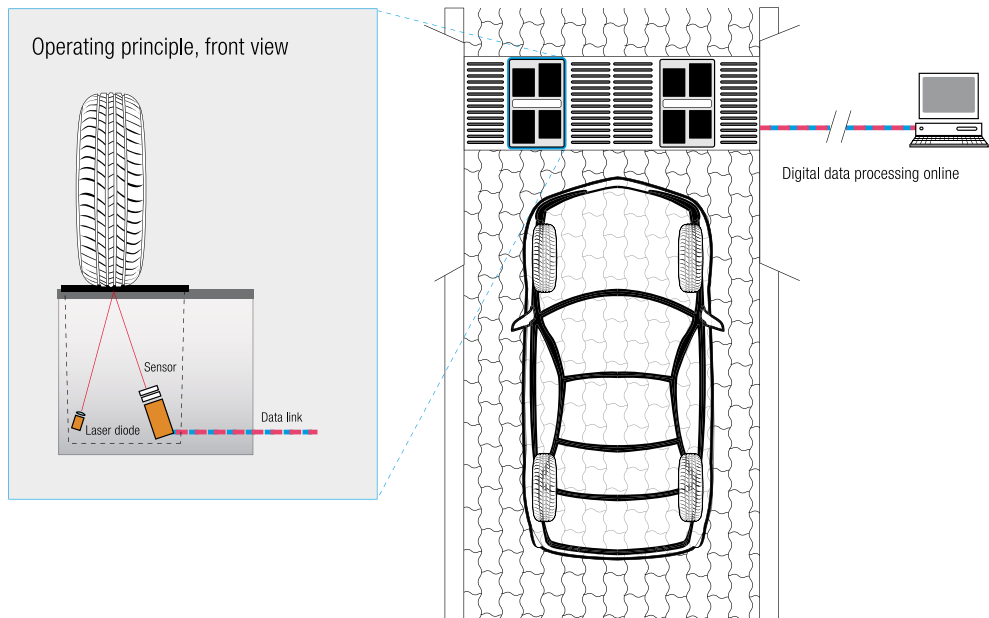 Operating principle, front view
Sensor
Laser diode
Data link
Digital data processing online